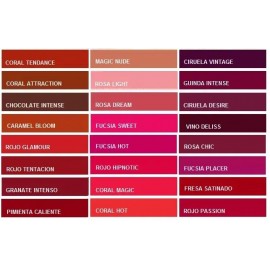 CORAL TENDANCE
MAGIC NUDE
CIRUELA VINTAGE
CORAL ATTRACTION
ROSA LIGHT
GUINDA INTENSE
CHOCOLATE INTENSE
ROSA DREAM
CIRUELA DESIRE
CARAMEL BLOOM
FUCSIA SWEET
VINO DELISS
ROJO GLAMOUR
FUCSIA HOT
ROSA CHIC
ROJO TENTACION
ROJO HIPNOTIC
FUCSIA PLACER
GRANATE INTENSO
CORAL MAGIC
FRESA SATINADO
PIMIENTA CALIENTE
CORAL HOT
ROJO PASSION